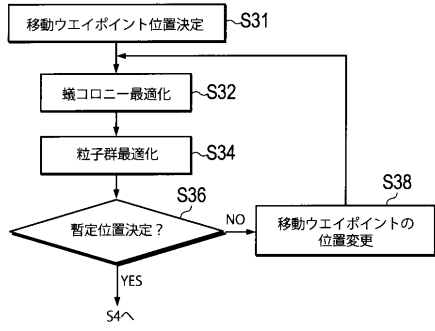 移動ウエイポイント位置決定
S31
蟻コロニー最適化
S32
粒子群最適化
S34
暫定位置決定？
S36
NO
移動ウエイポイントの
位置変更
S38
YES
S4へ